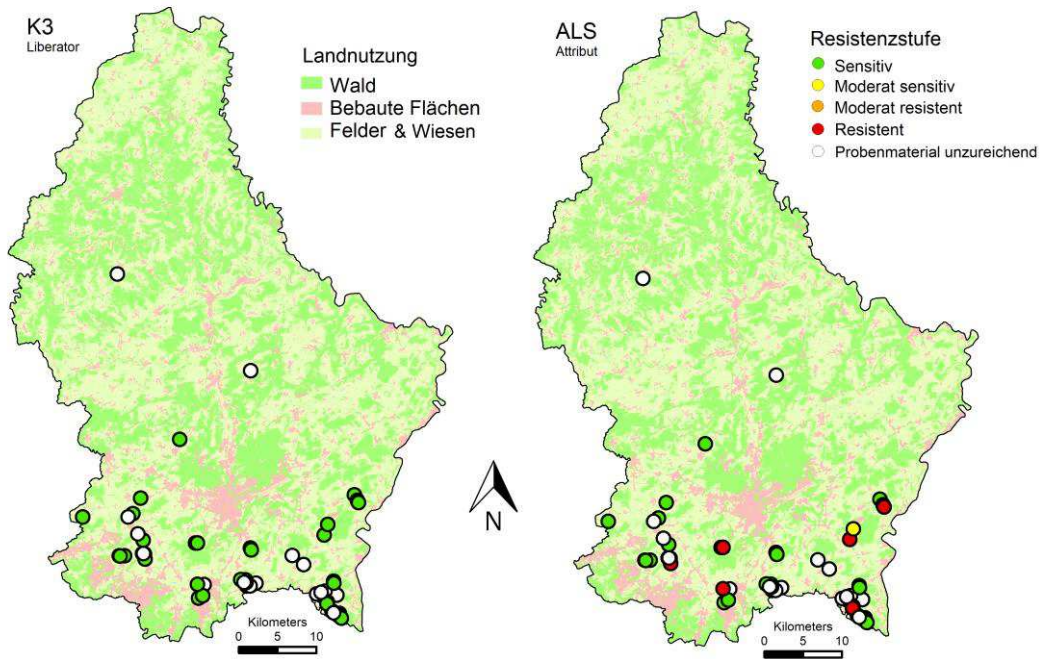 K3
Liberator
Landnutzung
Wald
Bebaute Flächen
Felder & Wiesen
Kilometers
0 5 10
N
ALS
Attribut
Resistenzstufe
Sensitiv
Moderat sensitiv
Moderat resistent
Resistent
Probenmaterial unzureichend
Kilometers
0 5 10